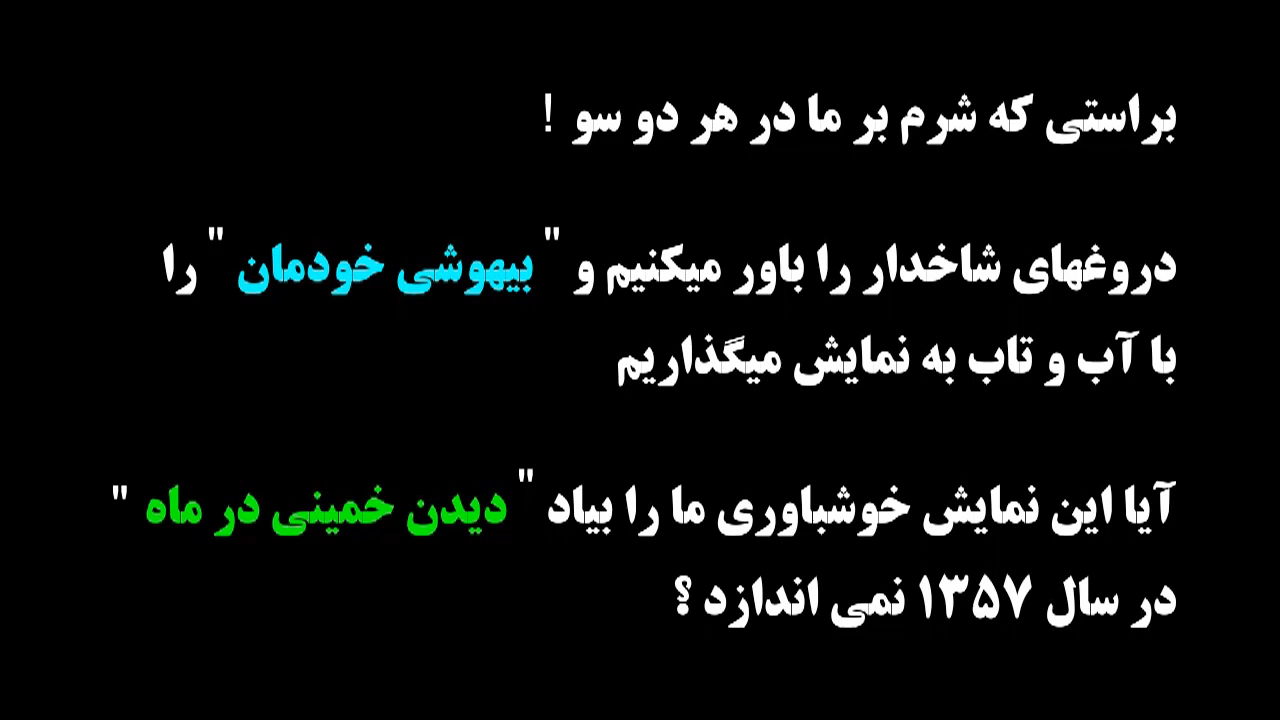 براستی که شرم بر ما در هر دو سو !
دروغهای شاخدار را باور میکنیم و " بیهوشی خودمان " را
با آب و تاب به نمایش میگذاریم
آیا این نمایش خوشباوری ما را بیاد " دیدن خمینی در ماه "
در سال ۱۳۵۷ نمی اندازد ؟